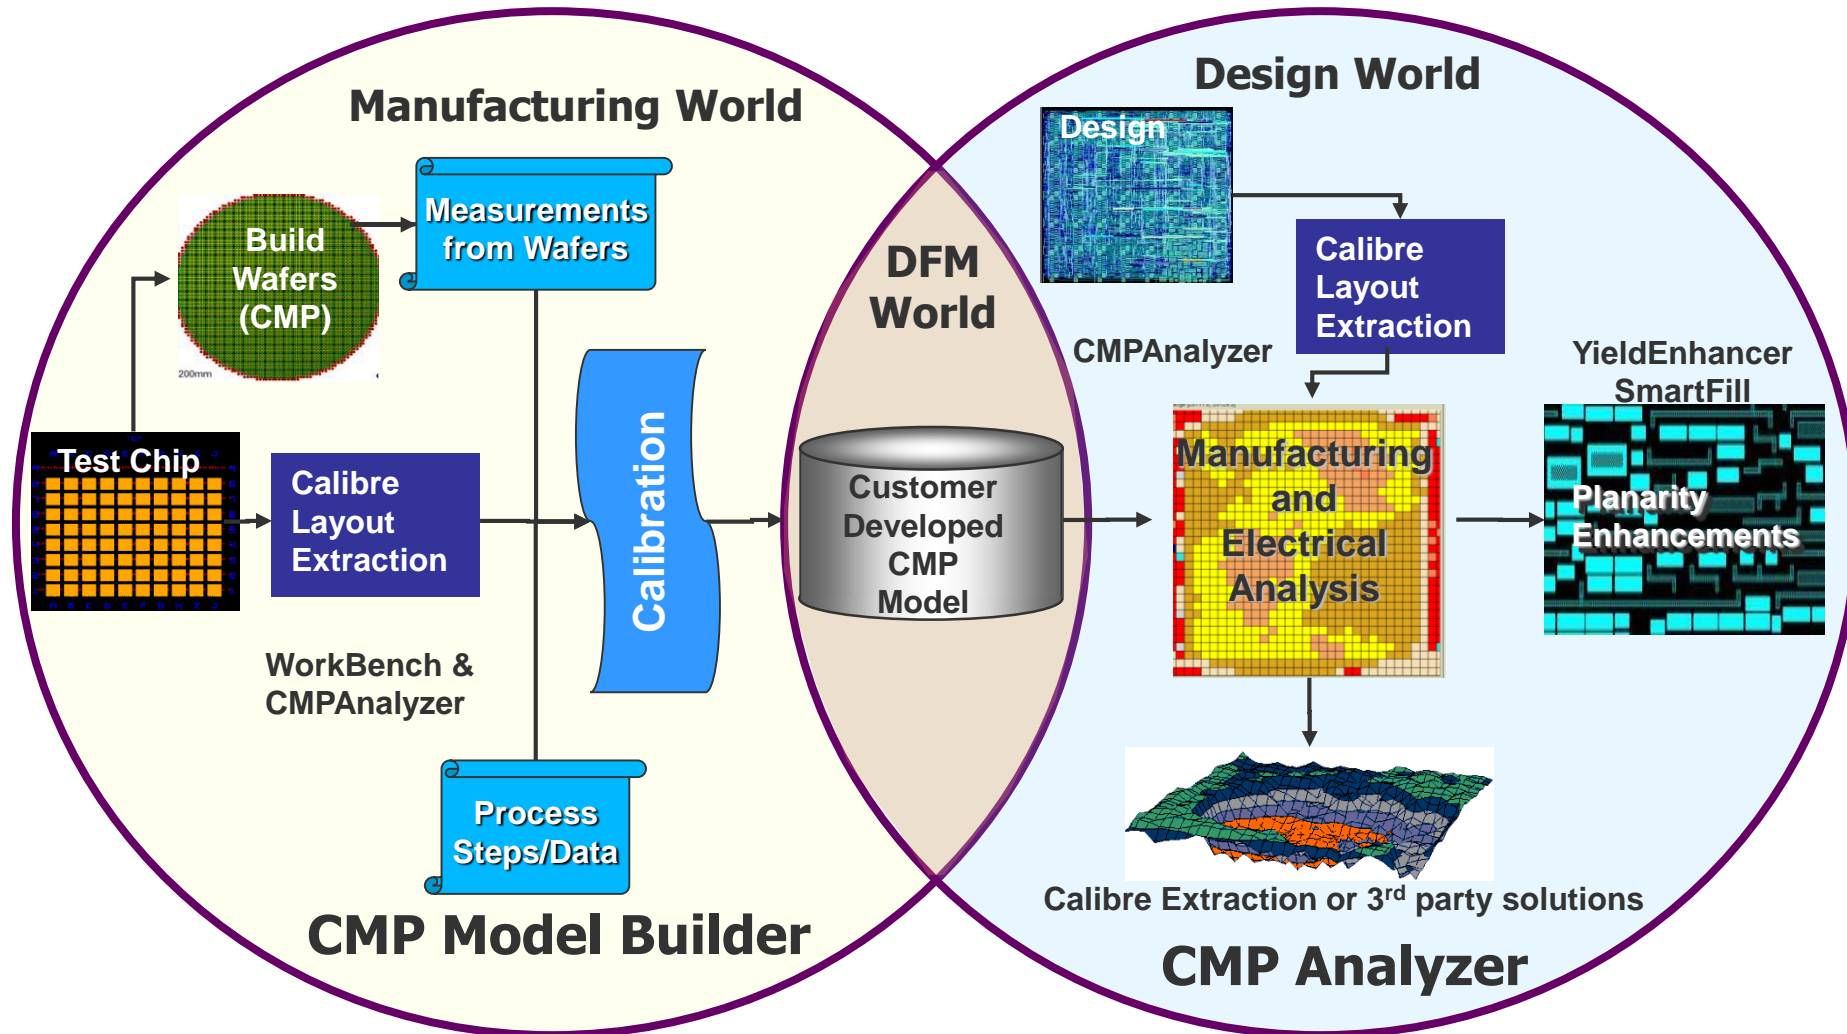 Manufacturing World
Design World
Design
Measurements
from Wafers
Build
Wafers
(CMP)
200mm
Calibre
Layout
Extraction
DFM
World
CMPAnalyzer
YieldEnhancer
SmartFill
Test Chip
Calibre
Layout
Extraction
Calibration
Customer
Developed
CMP
Model
Manufacturing
and
Electrical
Analysis
Planarity
Enhancements
WorkBench &
CMPAnalyzer
Process
Steps/Data
Calibre Extraction or 3rd party solutions
CMP Model Builder
CMP Analyzer